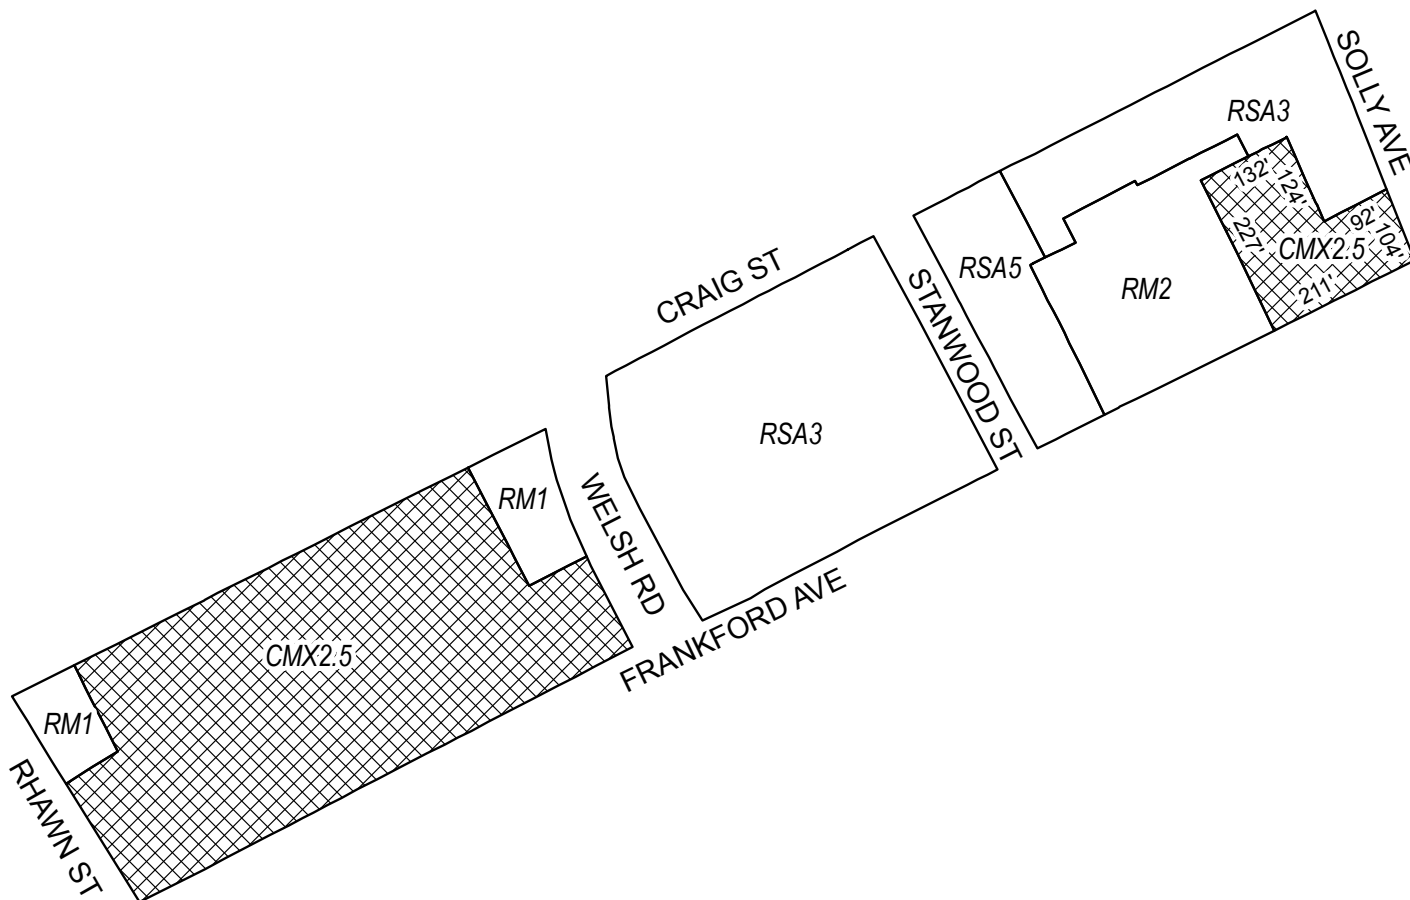 SOLLY AVE
RSA3
132'
124'
92'
104'
227'
CMX2.5
211'
RSA5
RM2
CRAIG ST
STANWOOD ST
RSA3
RM1
WELSH RD
FRANKFORD AVE
CMX2.5
RM1
RHAWN ST